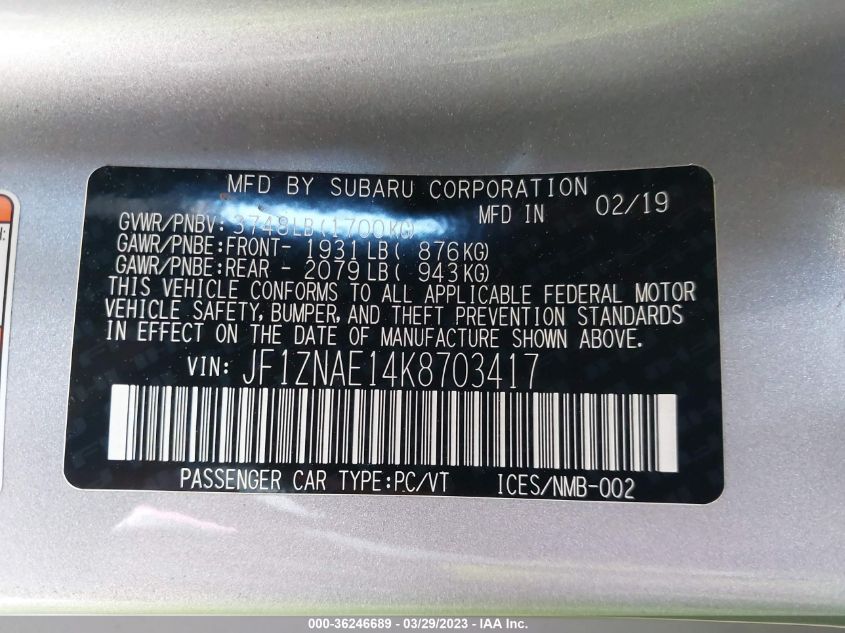 MFD BY SUBARU CORPORATION
MFD IN 02/19
GVWR/PNBV: 3748LB(1700KG)
GAWR/PNBE:FRONT- 1931 LB( 876KG)
GAWR/PNBE:REAR - 2079 LB( 943KG)
THIS VEHICLE CONFORMS TO ALL APPLICABLE FEDERAL MOTOR
VEHICLE SAFETY, BUMPER, AND THEFT PREVENTION STANDARDS
IN EFFECT ON THE DATE OF MANUFACTURE SHOWN ABOVE.
VIN: JF1ZNAE14K8703417
PASSENGER CAR TYPE:PC/VT ICES/NMB-002
000-36246689 - 03/29/2023 - IAA Inc.